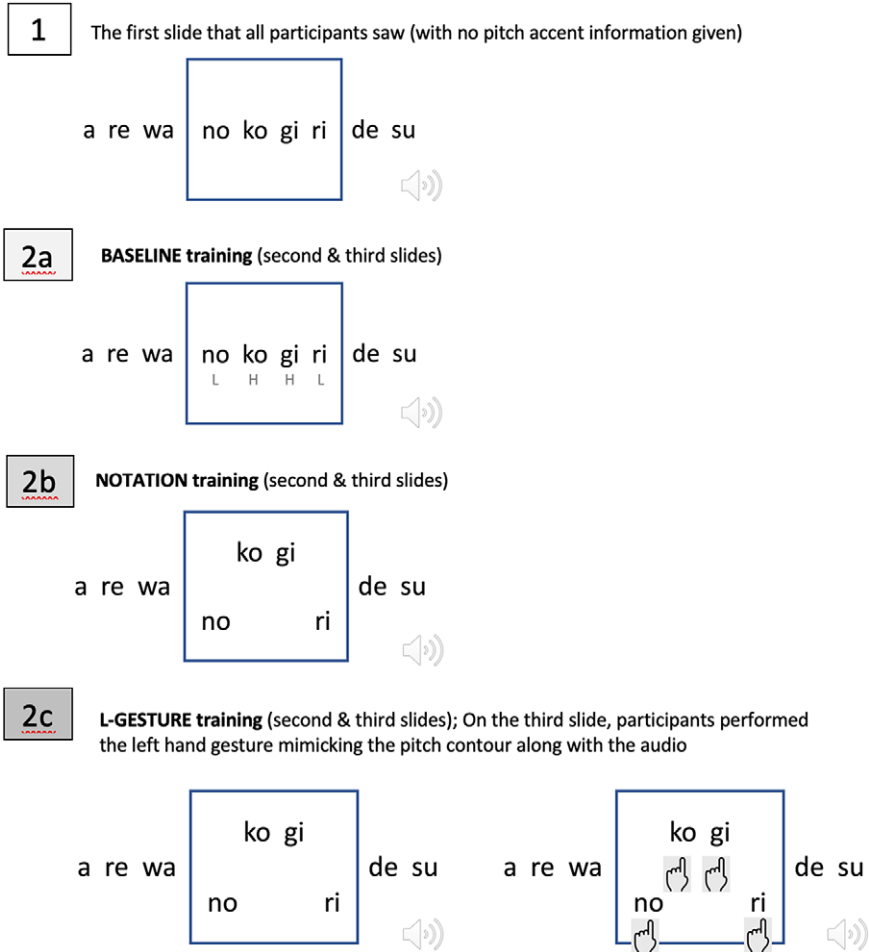 1
The first slide that all participants saw (with no pitch accent information given)
a re wa no ko gi ri de su
2a
BASELINE training (second & third slides)
a re wa no ko gi ri de su
L H H L
2b
NOTATION training (second & third slides)
ko gi
a re wa de su
no ri
2c
L-GESTURE training (second & third slides); On the third slide, participants performed
the left hand gesture mimicking the pitch contour along with the audio
ko gi
a re wa de su
no ri
ko gi
a re wa de su
no ri